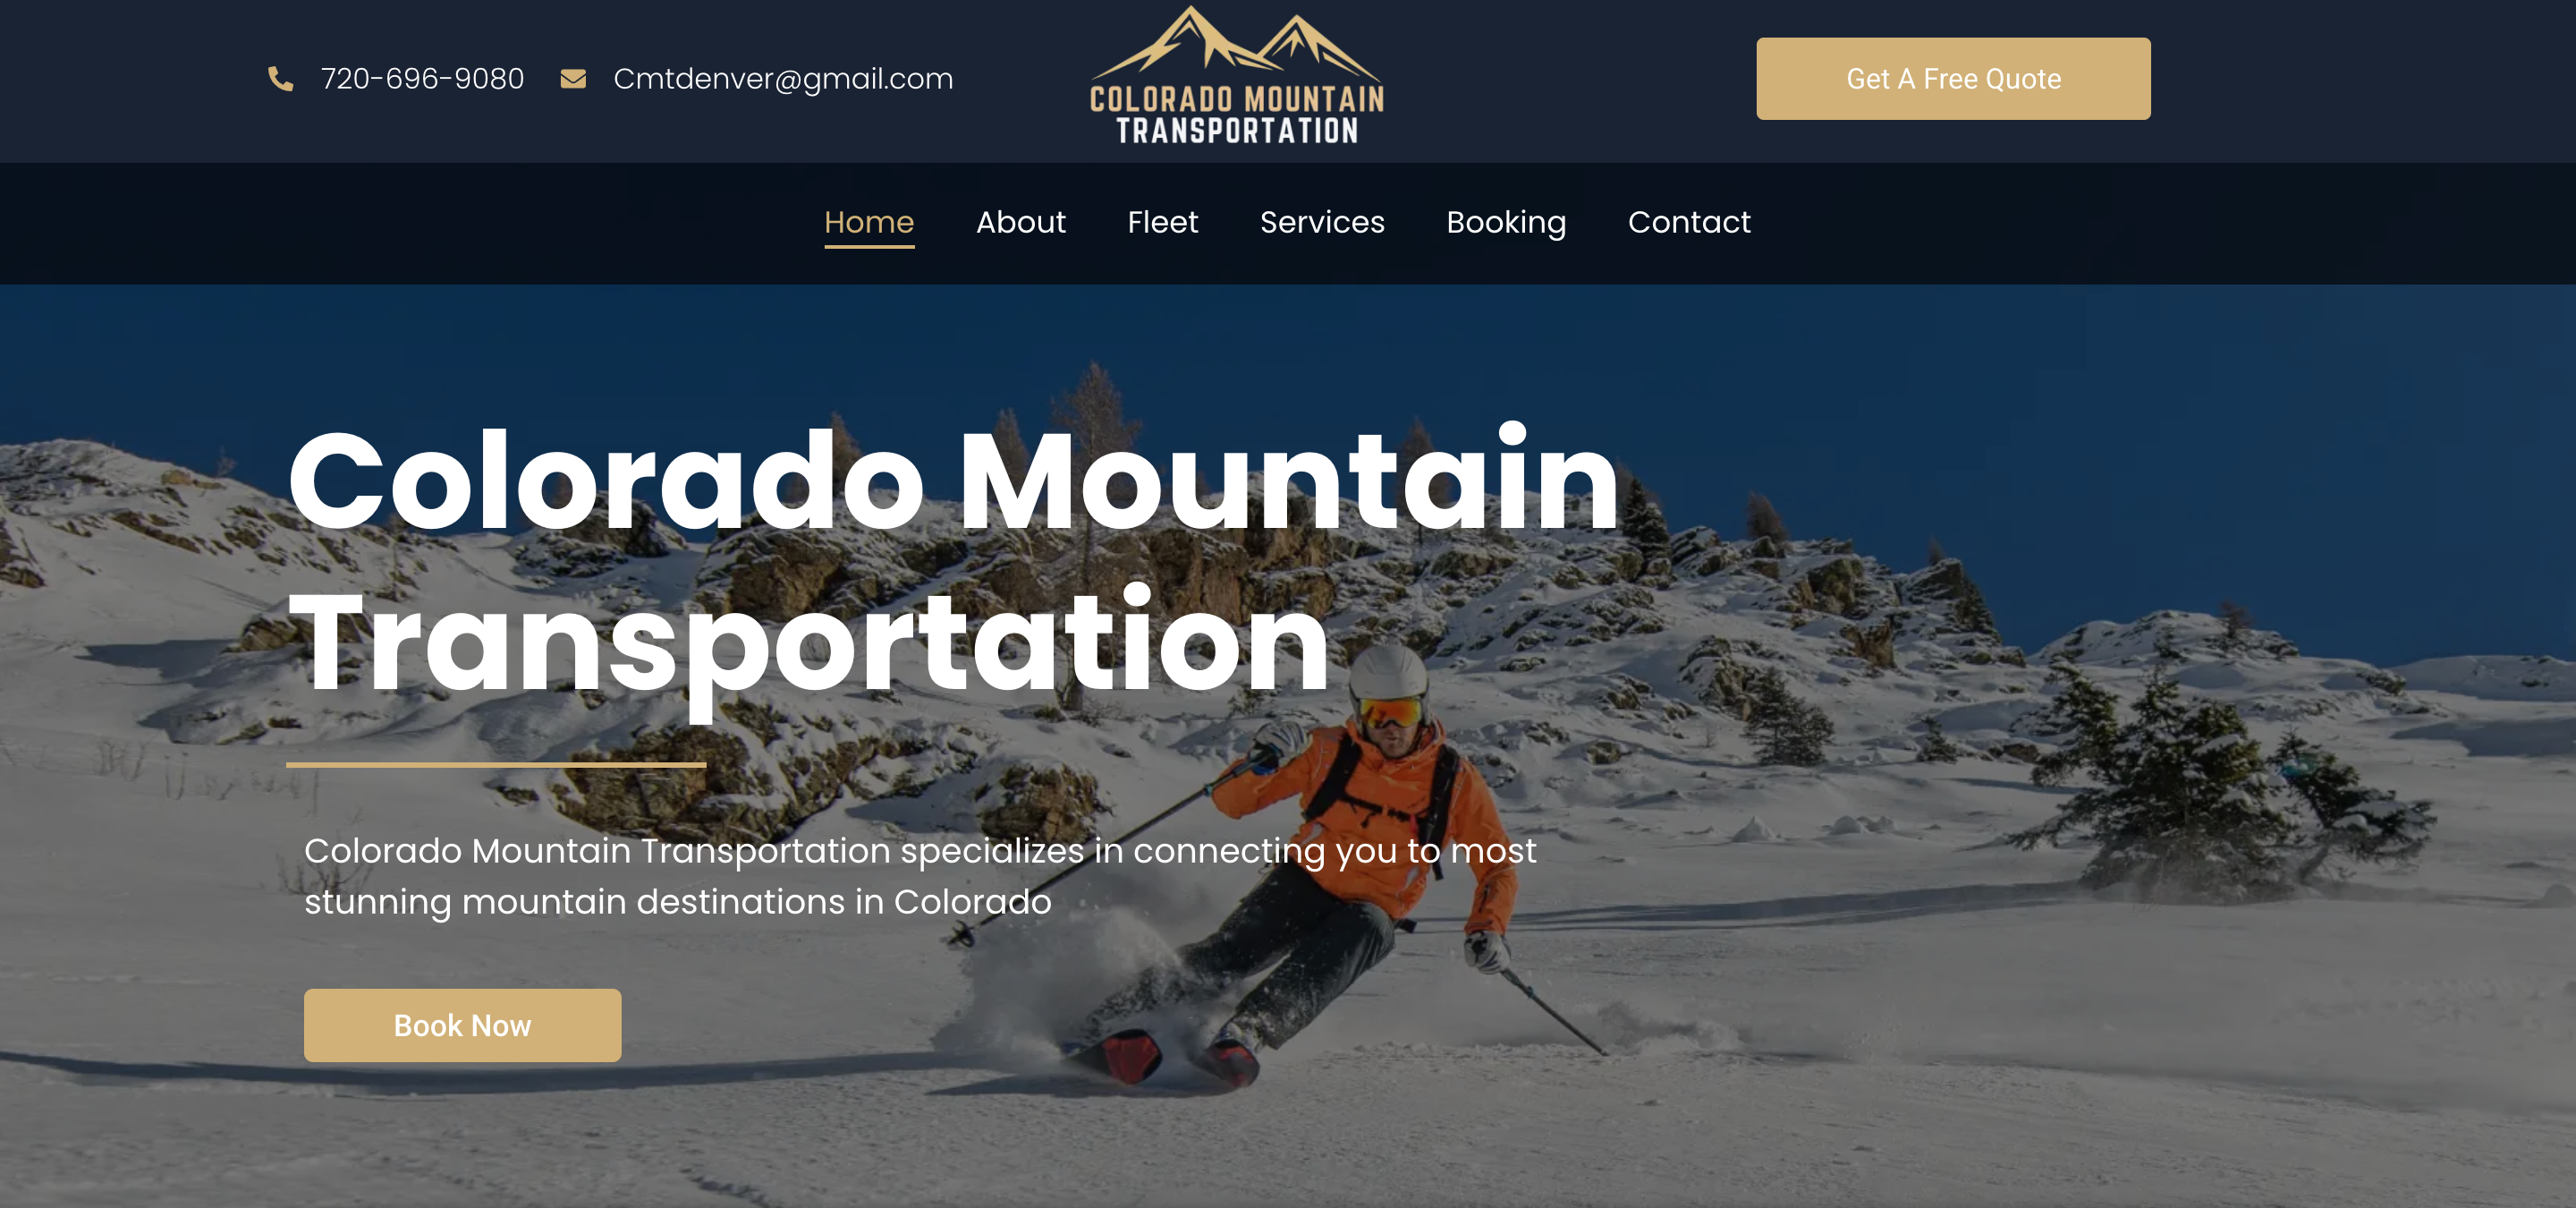 720-696-9080
Cmtdenver@gmail.com
COLORADO MOUNTAIN
TRANSPORTATION
Get A Free Quote
Home
About
Fleet
Services
Booking
Contact
Colorado Mountain
Transportation
Colorado Mountain Transportation specializes in connecting you to most
stunning mountain destinations in Colorado
Book Now